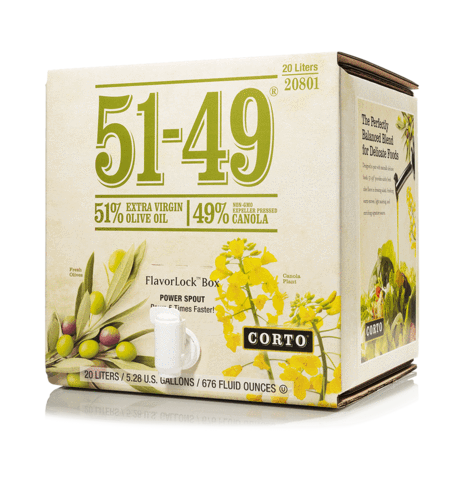 20 Liters
20801
51-49®
51% EXTRA VIRGIN OLIVE OIL
49% NON-GMO EXPELLER PRESSED CANOLA
Fresh
Olives
Canola
Plant
FlavorLock™ Box
POWER SPOUT
Times Faster!
CORTO®
20 LITERS / 5.28 U.S. GALLONS / 676 FLUID OUNCES Ⓤ
The Perfectly
Balanced Blend
for Delicate Foods
CORTO